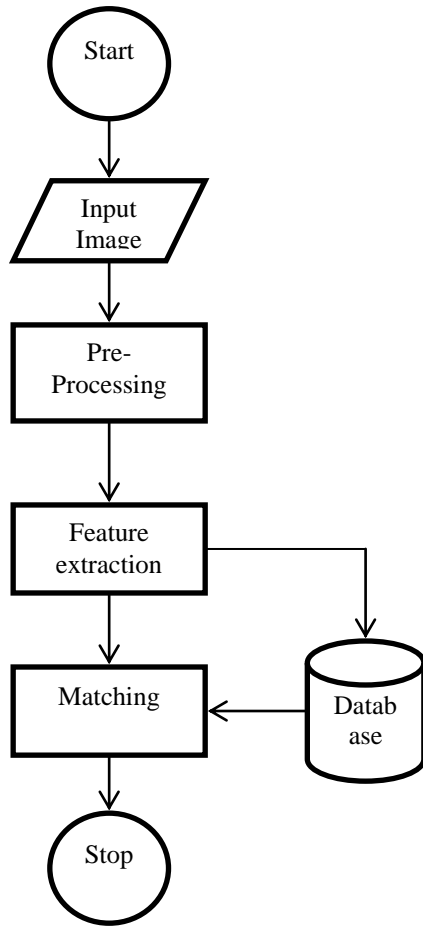 Start
Input
Image
Pre-
Processing
Feature
extraction
Matching
Datab
ase
Stop